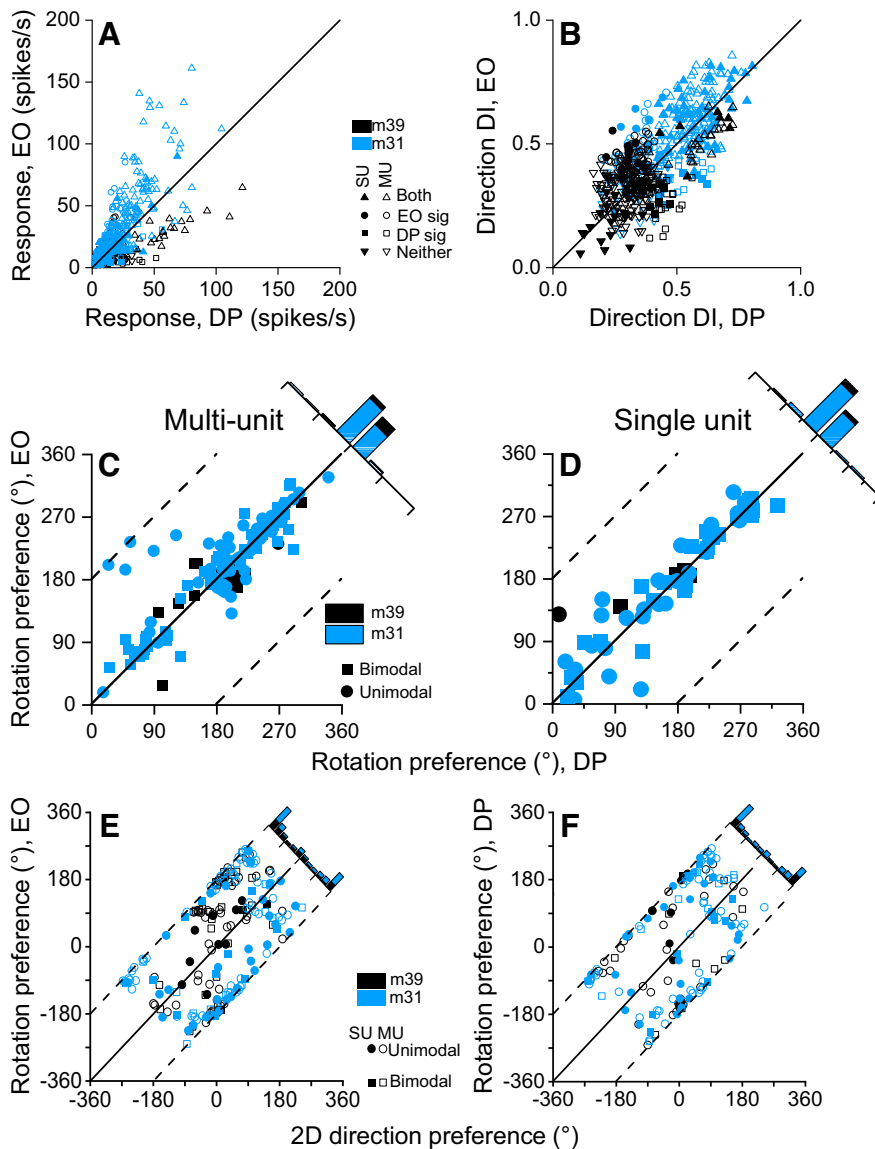 A
B
Response, EO (spikes/s)
200
150
100
50
0
0 50 100 150 200
Response, DP (spikes/s)
m39
m31
SU MU
Both
EO sig
DP sig
Neither
Direction DI, EO
1.0
0.5
0.0
0.0 0.5 1.0
Direction DI, DP
Multi-unit
Single unit
C
D
Rotation preference (°), EO
360
270
180
90
0
0 90 180 270 360
m39
m31
Bimodal
Unimodal
360
270
180
90
0
0 90 180 270 360
Rotation preference (°), DP
E
F
Rotation preference (°), EO
360
180
0
-180
-360
-360 -180 0 180 360
m39
m31
SU MU
Unimodal
Bimodal
Rotation preference (°), DP
360
180
0
-180
-360
-360 -180 0 180 360
2D direction preference (°)